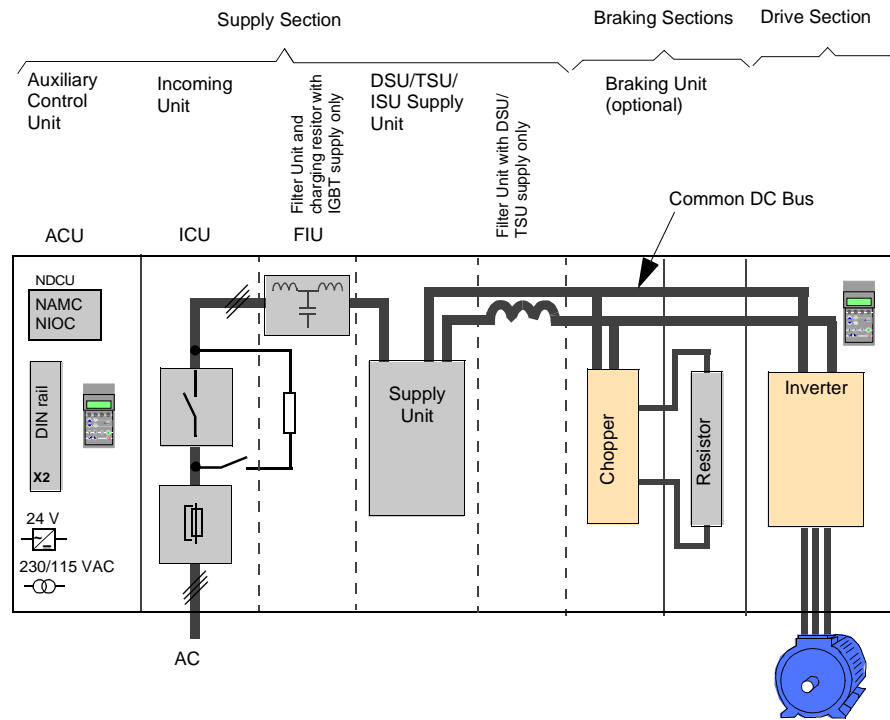 Supply Section
Braking Sections
Drive Section
Auxiliary
Control
Unit
Incoming
Unit
Filter Unit and
charging resitor with
IGBT supply only
DSU/TSU/
ISU Supply
Unit
Filter Unit with DSU/
TSU supply only
Braking Unit
(optional)
Common DC Bus
ACU
ICU
FIU
NDCU
NAMC
NIOC
DIN rail
X2
Supply
Unit
Chopper
Resistor
Inverter
24 V
230/115 VAC
AC